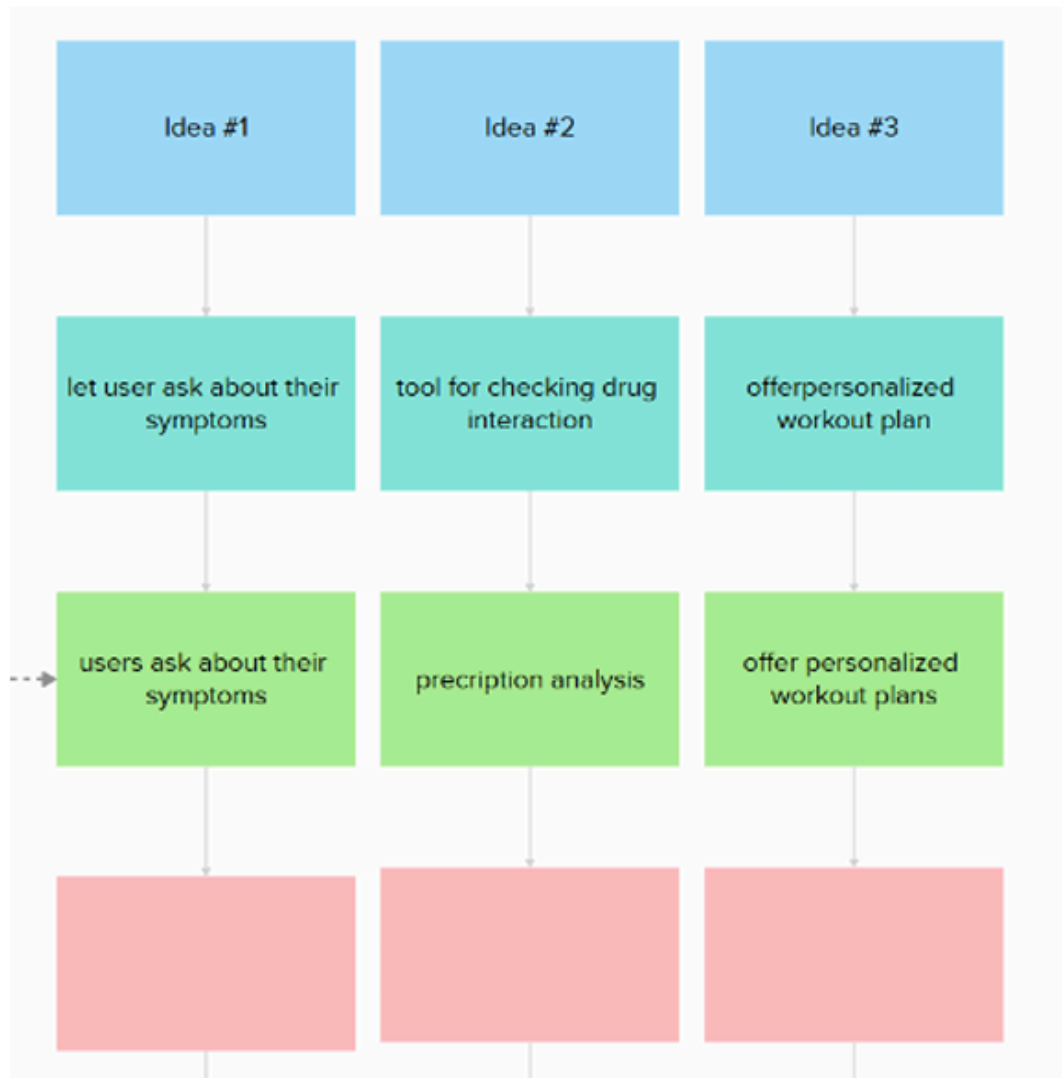 Idea #1
Idea #2
Idea #3
let user ask about their
symptoms
tool for checking drug
interaction
offerpersonalized
workout plan
users ask about their
symptoms
precription analysis
offer personalized
workout plans